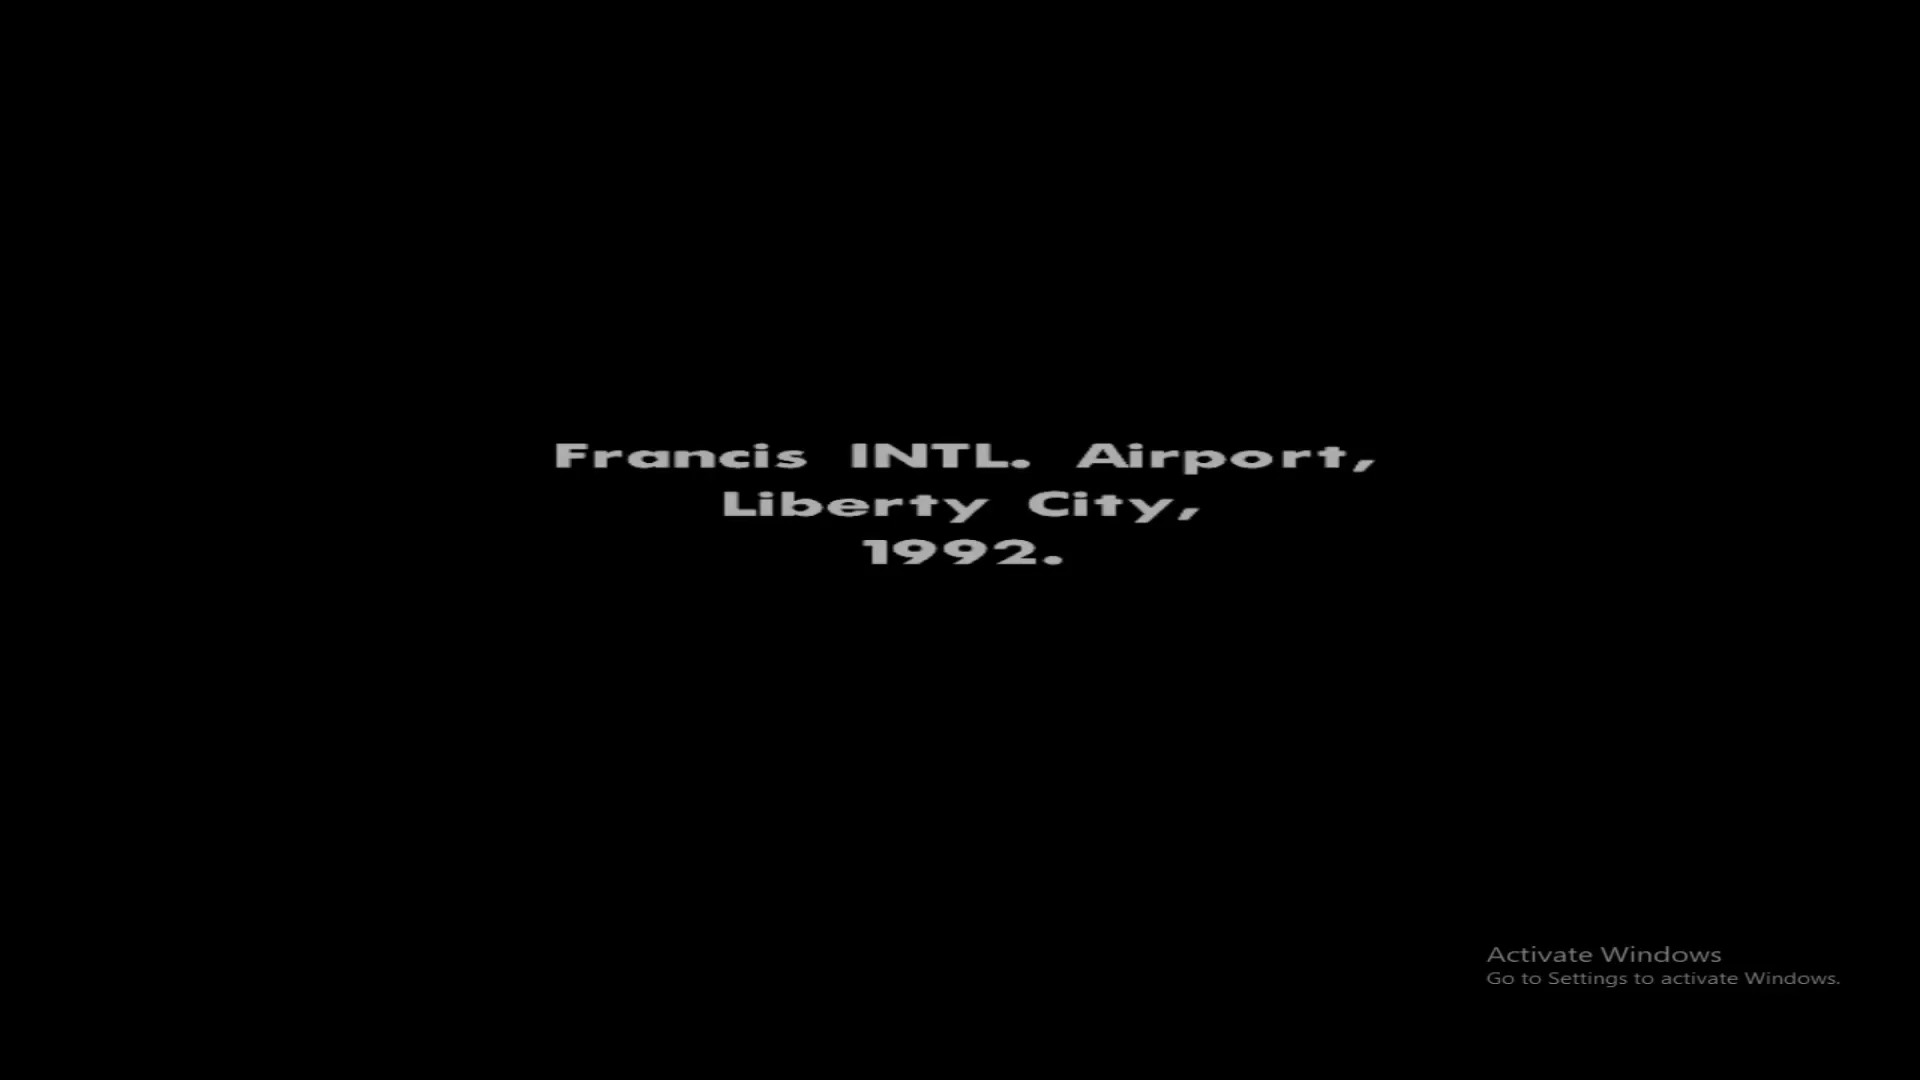 Francis INTL. Airport,
Liberty City,
1992.
Activate Windows
Go to Settings to activate Windows.